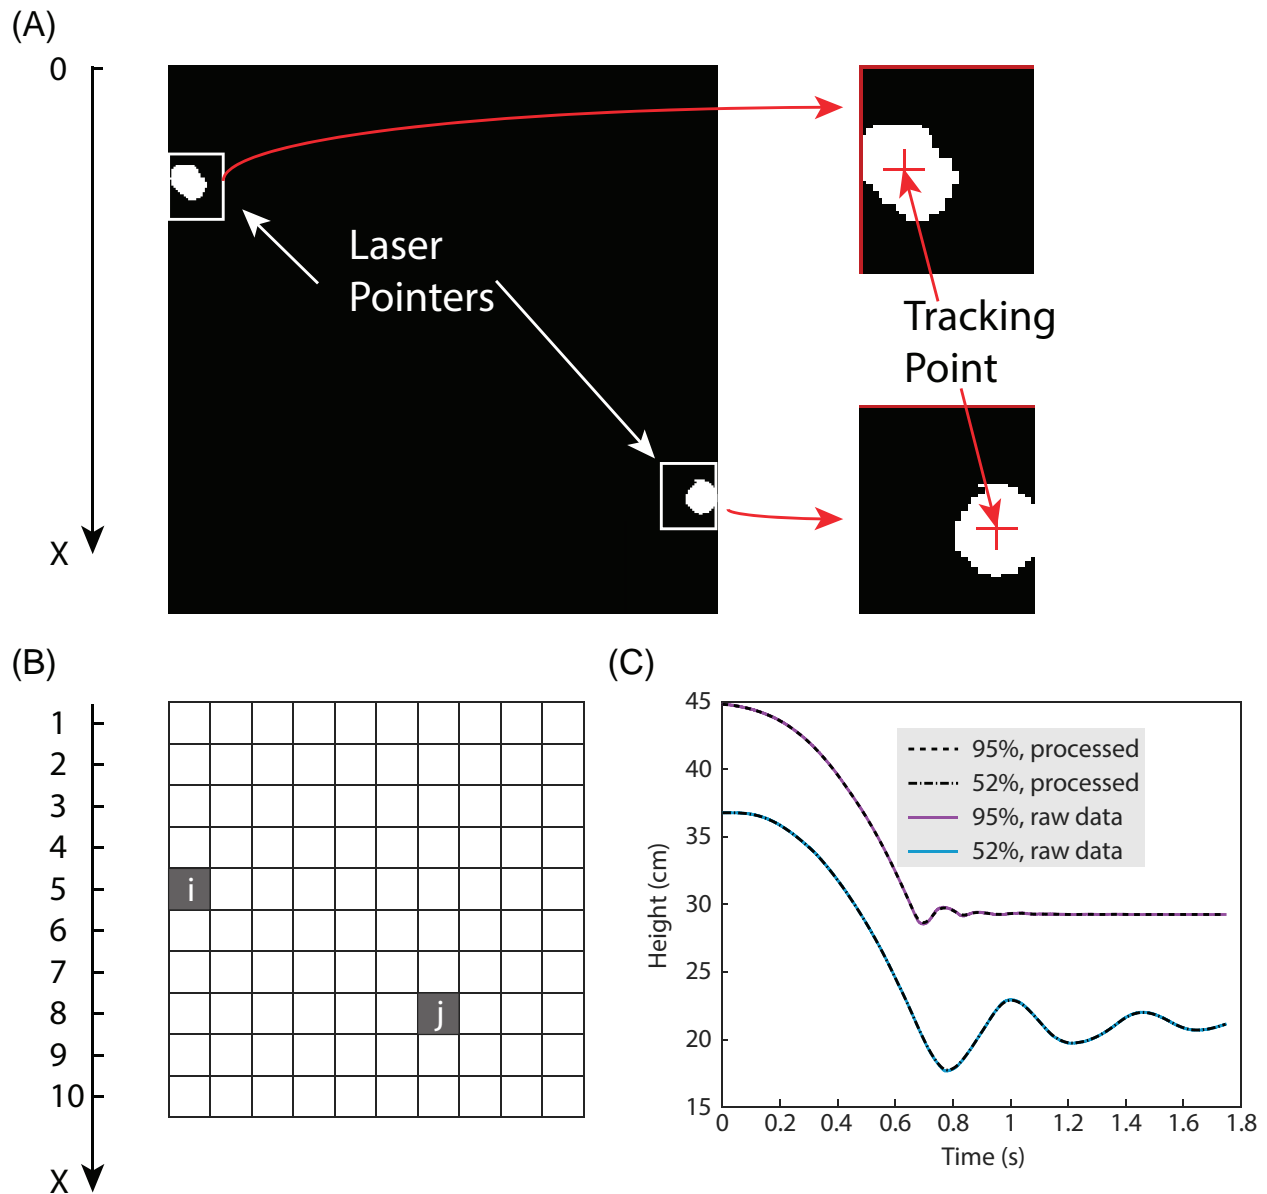 (A)
0
X
Laser
Pointers
Tracking
Point
(B)
1
2
3
4
5
6
7
8
9
10
X
i
j
(C)
45
40
35
30
25
20
15
Height (cm)
95%, processed
52%, processed
95%, raw data
52%, raw data
0 0.2 0.4 0.6 0.8 1 1.2 1.4 1.6 1.8
Time (s)